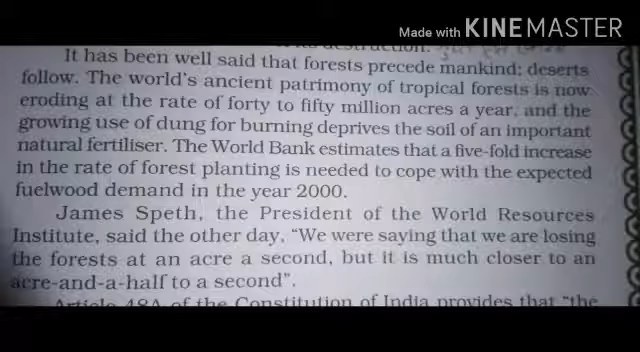 Made with KINEMASTER
destruction.
It has been well said that forests precede mankind; deserts
follow. The world's ancient patrimony of tropical forests is now
eroding at the rate of forty to fifty million acres a year, and the
growing use of dung for burning deprives the soil of an important
natural fertiliser. The World Bank estimates that a five-fold increase
in the rate of forest planting is needed to cope with the expected
fuelwood demand in the year 2000.
James Speth, the President of the World Resources
Institute, said the other day, "We were saying that we are losing
the forests at an acre a second, but it is much closer to an
acre-and-a-half to a second".
Article 48A of the Constitution of India provides that "the